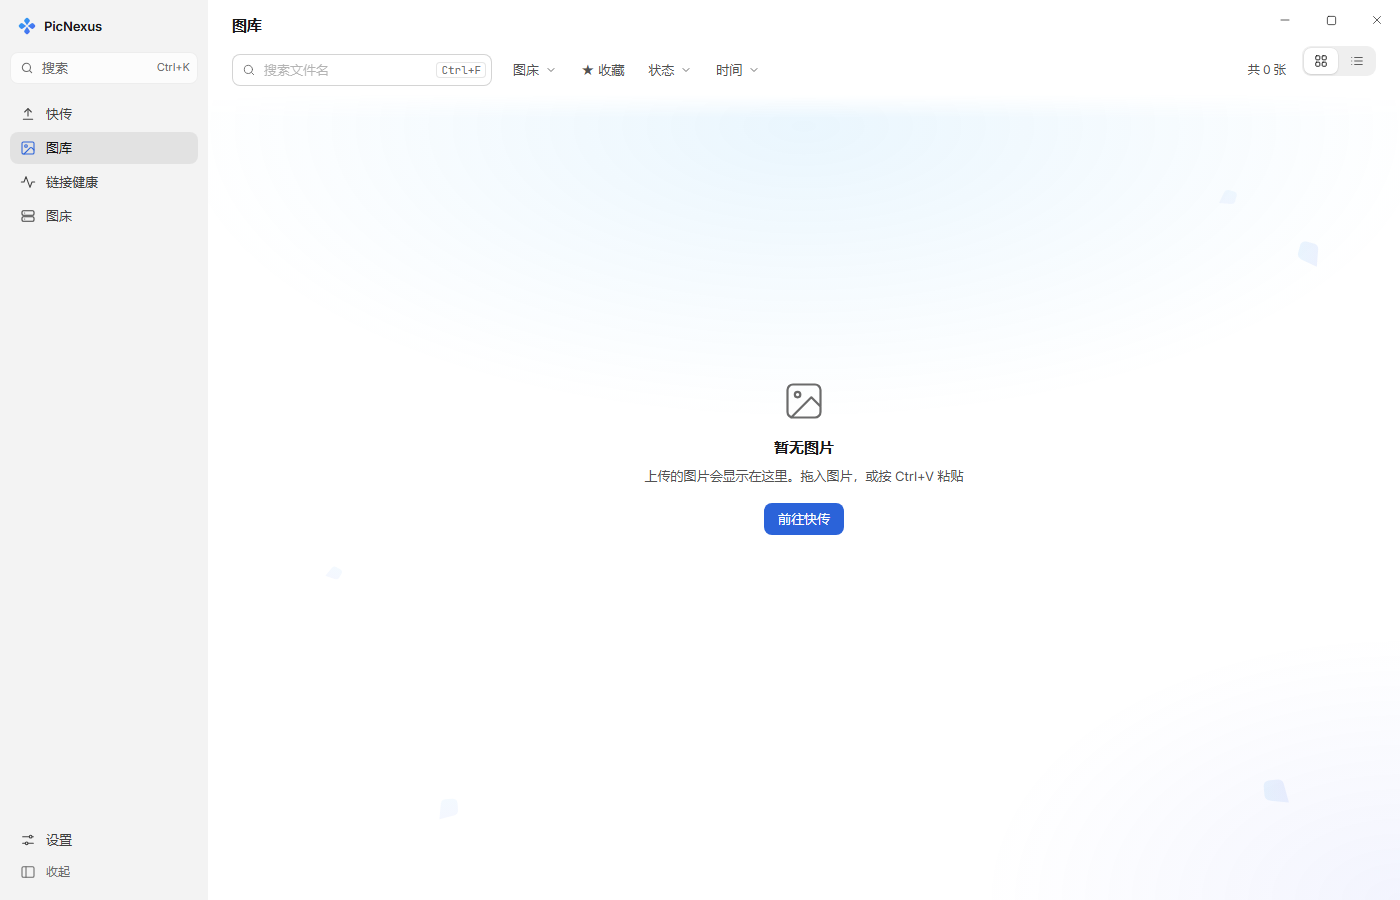 PicNexus
搜索 Ctrl+K
快传
图库
链接健康
图床
设置
收起
图库
搜索文件名 Ctrl+F 图床 ★ 收藏 状态 时间 共 0 张
暂无图片
上传的图片会显示在这里。拖入图片，或按 Ctrl+V 粘贴
前往快传